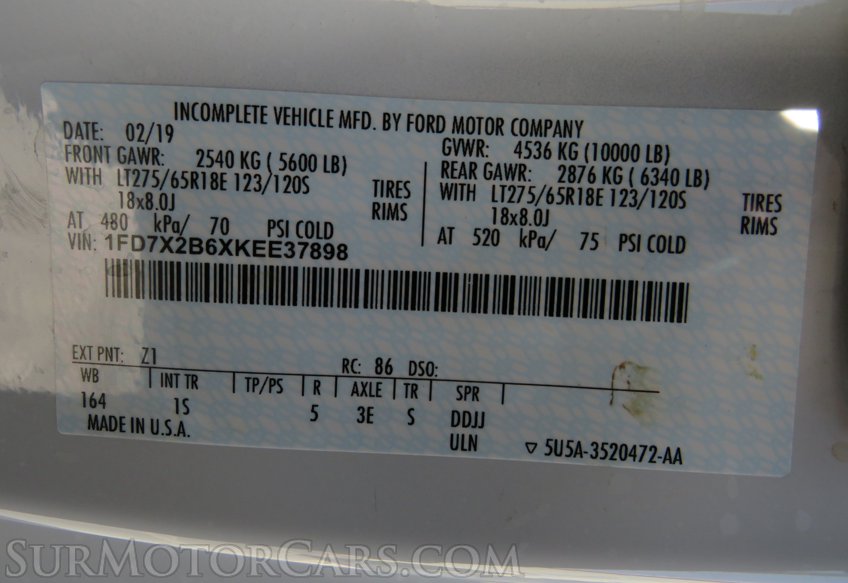 INCOMPLETE VEHICLE MFD. BY FORD MOTOR COMPANY
DATE: 02/19 GVWR: 4536 KG (10000 LB)
FRONT GAWR: 2540 KG ( 5600 LB) REAR GAWR: 2876 KG ( 6340 LB)
WITH LT275/65R18E 123/120S TIRES WITH LT275/65R18E 123/120S TIRES
18x8.0J RIMS 18x8.0J RIMS
AT 480 kPa/ 70 PSI COLD AT 520 kPa/ 75 PSI COLD
VIN: 1FD7X2B6XKEE37898
EXT PNT: Z1 RC: 86 DSO:
WB INT TR TP/PS R AXLE TR SPR
164 1S 5 3E S DDJJ
MADE IN U.S.A. ULN 5U5A-3520472-AA
SURMOTORCARS.COM